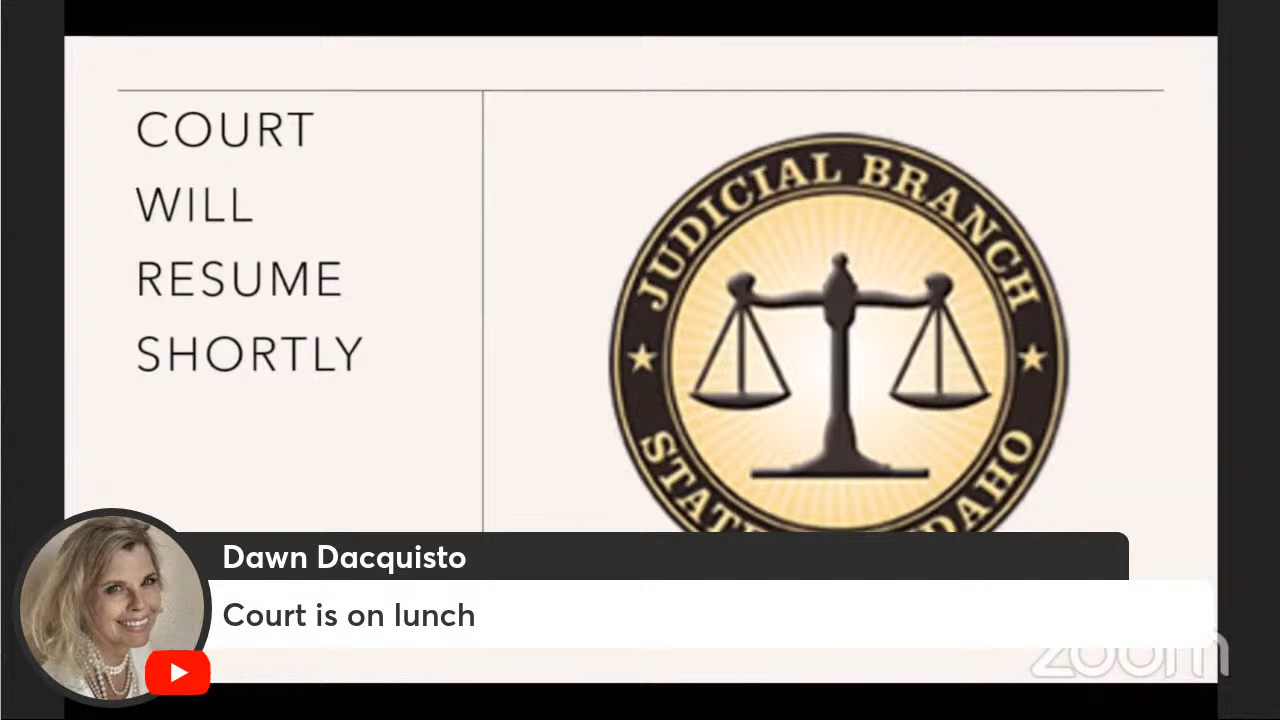 COURT
WILL
RESUME
SHORTLY
JUDICIAL BRANCH
Dawn Dacquisto
Court is on lunch
zoom